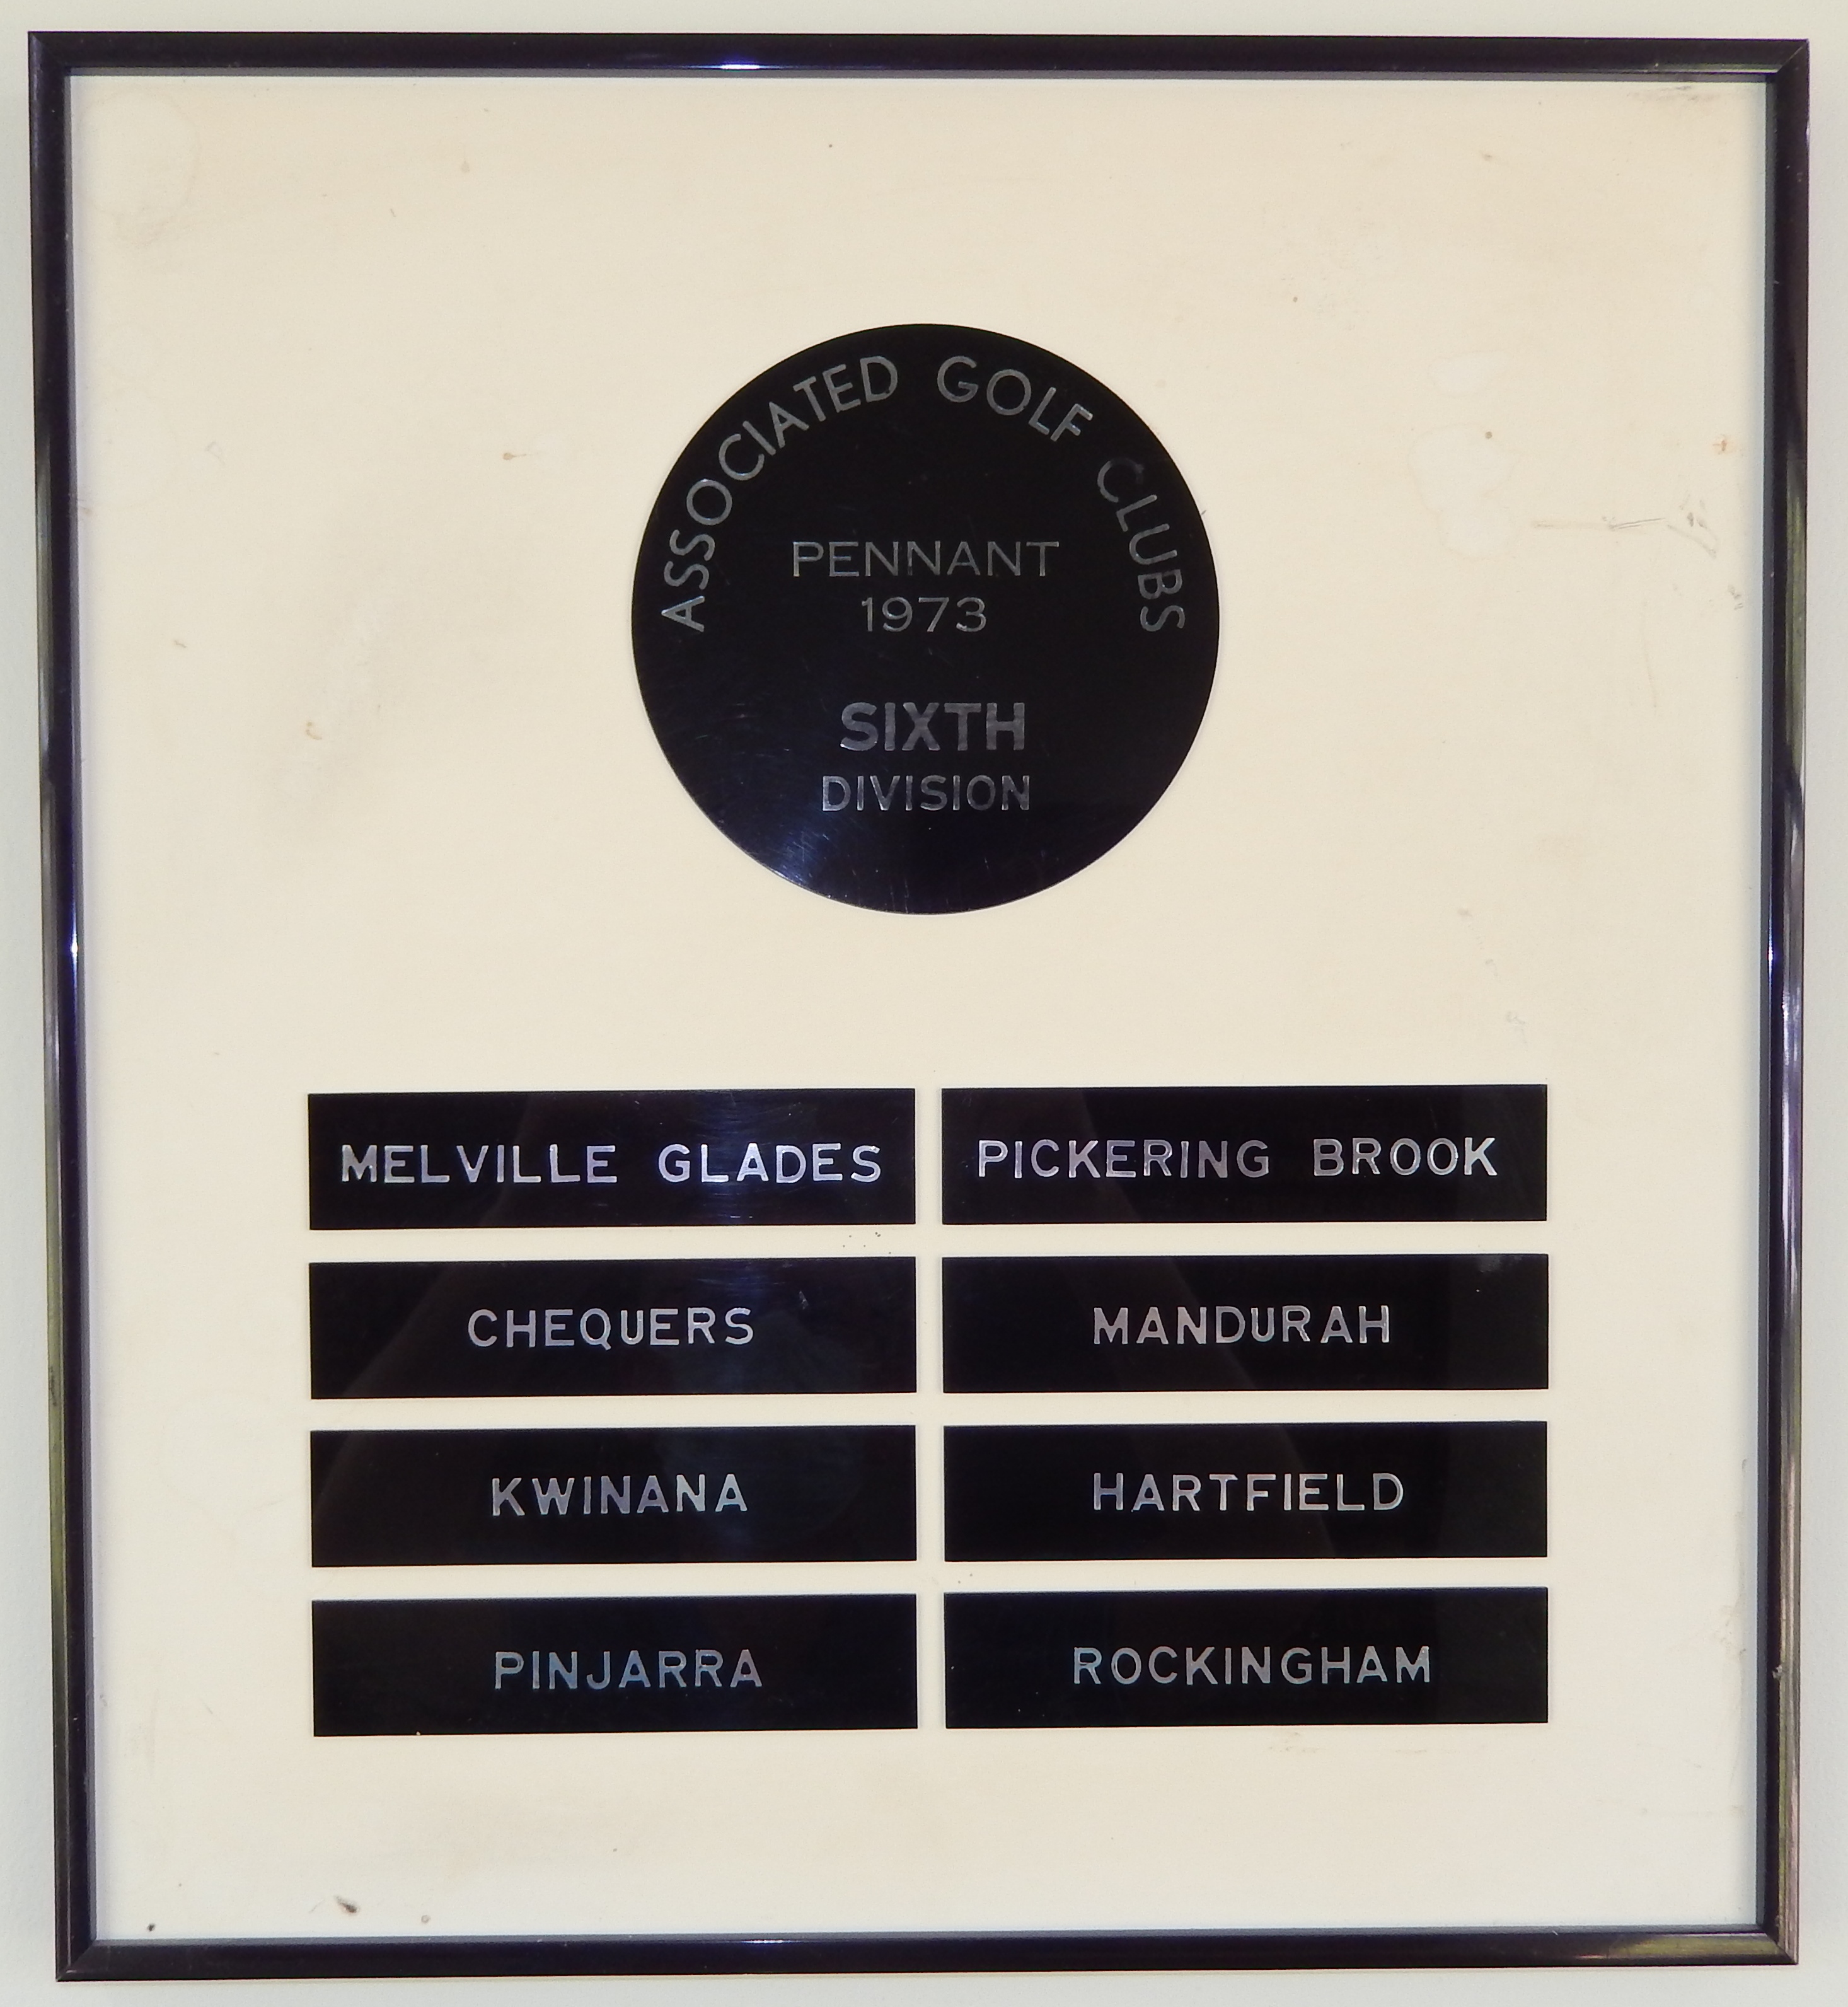 ASSOCIATED GOLF CLUBS
PENNANT
1973
SIXTH
DIVISION
MELVILLE GLADES
PICKERING BROOK
CHEQUERS
MANDURAH
KWINANA
HARTFIELD
PINJARRA
ROCKINGHAM